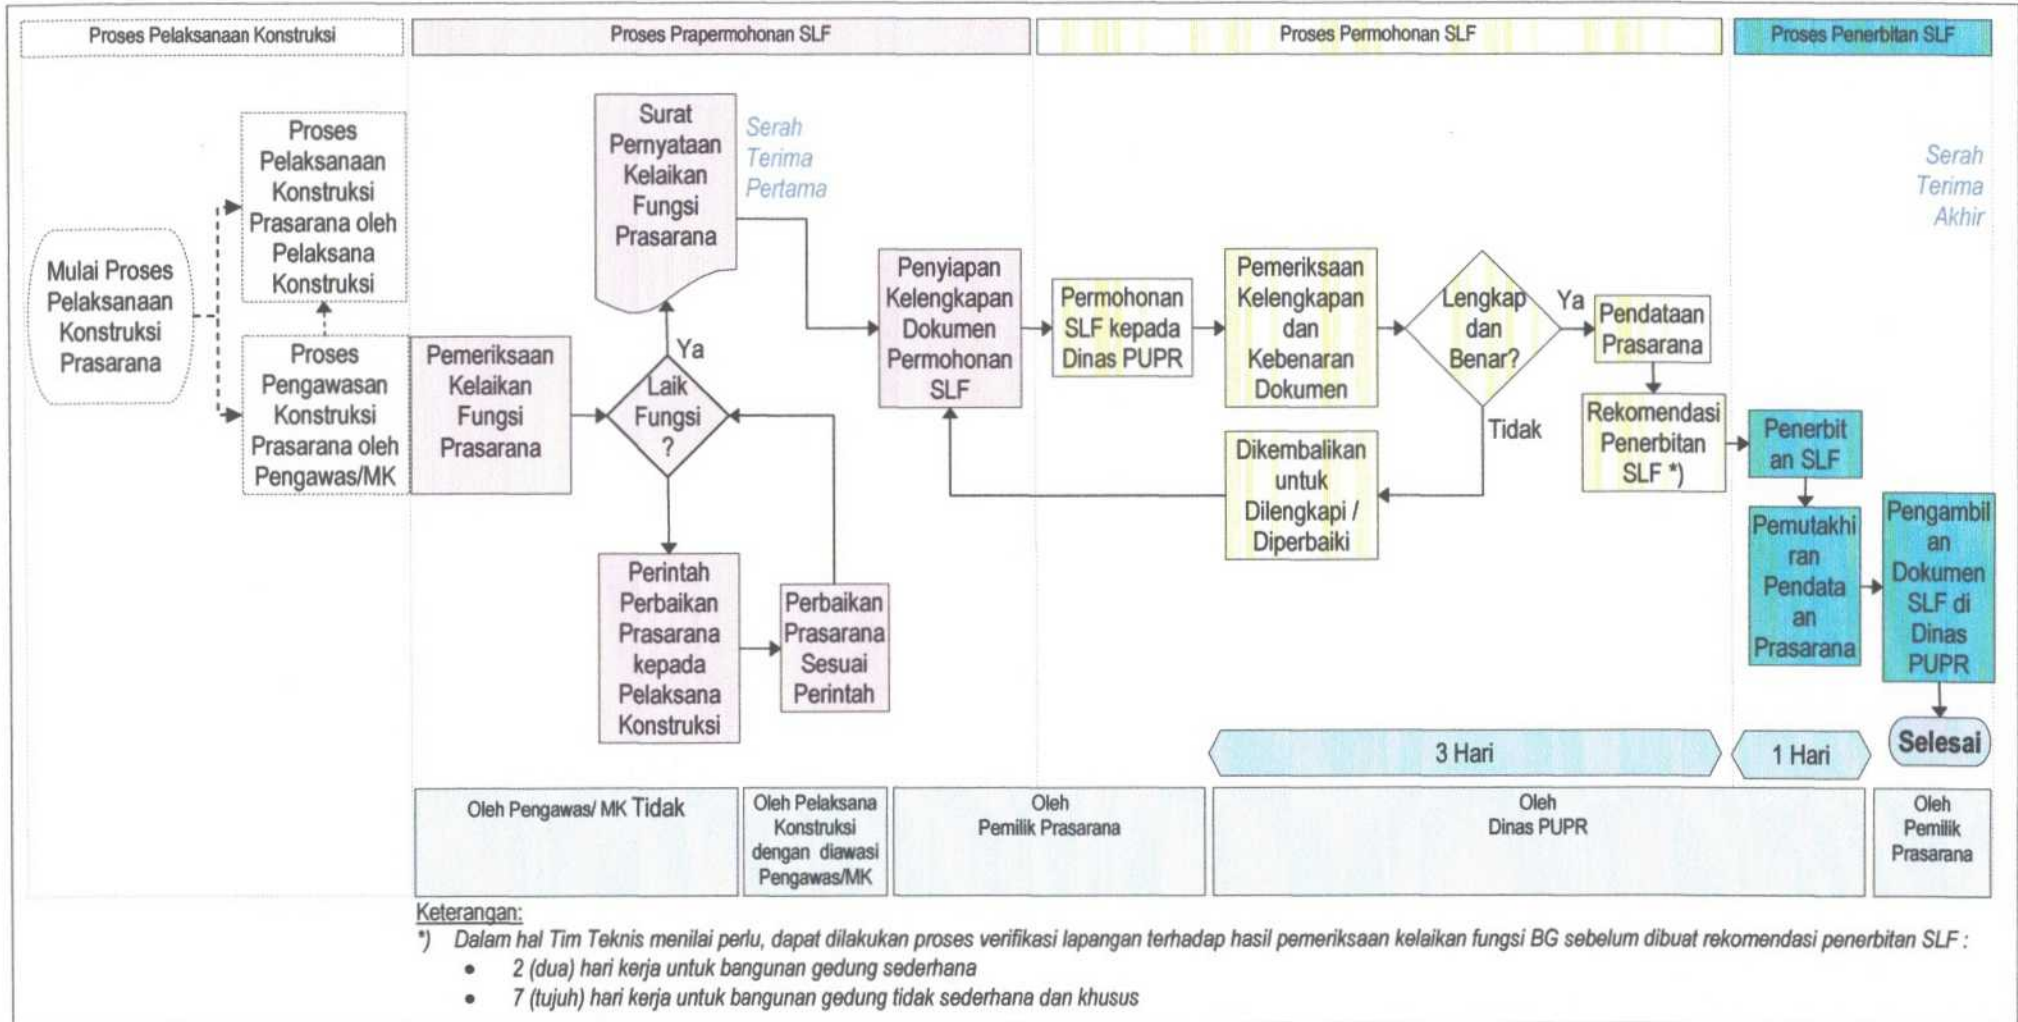 Proses Pelaksanaan Konstruksi
Proses Prapermohonan SLF
Proses Permohonan SLF
Proses Penerbitan SLF
Mulai Proses
Pelaksanaan
Konstruksi
Prasarana
Proses
Pelaksanaan
Konstruksi
Prasarana oleh
Pelaksana
Konstruksi
Proses
Pengawasan
Konstruksi
Prasarana oleh
Pengawas/MK
Pemeriksaan
Kelaikan
Fungsi
Prasarana
Surat
Pernyataan
Kelaikan
Fungsi
Prasarana
Serah
Terima
Pertama
Ya
Laik
Fungsi
?
Perintah
Perbaikan
Prasarana
kepada
Pelaksana
Konstruksi
Perbaikan
Prasarana
Sesuai
Perintah
Penyiapan
Kelengkapan
Dokumen
Permohonan
SLF
Permohonan
SLF kepada
Dinas PUPR
Pemeriksaan
Kelengkapan
dan
Kebenaran
Dokumen
Lengkap
dan
Benar?
Ya
Tidak
Dikembalikan
untuk
Dilengkapi /
Diperbaiki
Pendataan
Prasarana
Rekomendasi
Penerbitan
SLF *)
Serah
Terima
Akhir
Penerbit
an SLF
Pemutakhi
ran
Pendata
an
Prasarana
Pengambil
an
Dokumen
SLF di
Dinas
PUPR
Selesai
3 Hari
1 Hari
Oleh Pengawas/ MK Tidak
Oleh Pelaksana
Konstruksi
dengan diawasi
Pengawas/MK
Oleh
Pemilik Prasarana
Oleh
Dinas PUPR
Oleh
Pemilik
Prasarana
Keterangan:
*) Dalam hal Tim Teknis menilai perlu, dapat dilakukan proses verifikasi lapangan terhadap hasil pemeriksaan kelaikan fungsi BG sebelum dibuat rekomendasi penerbitan SLF :
• 2 (dua) hari kerja untuk bangunan gedung sederhana
• 7 (tujuh) hari kerja untuk bangunan gedung tidak sederhana dan khusus